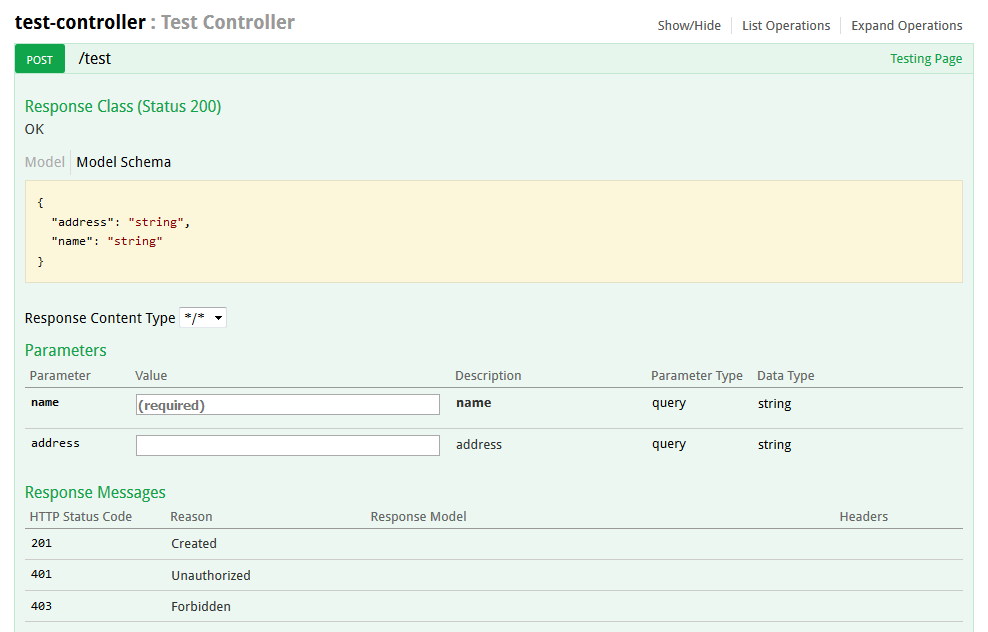 test-controller : Test Controller
Show/Hide List Operations Expand Operations
POST /test Testing Page
Response Class (Status 200)
OK
Model Model Schema
{
"address": "string",
"name": "string"
}
Response Content Type */*
Parameters
Parameter Value Description Parameter Type Data Type
name (required) name query string
address address query string
Response Messages
HTTP Status Code Reason Response Model Headers
201 Created
401 Unauthorized
403 Forbidden